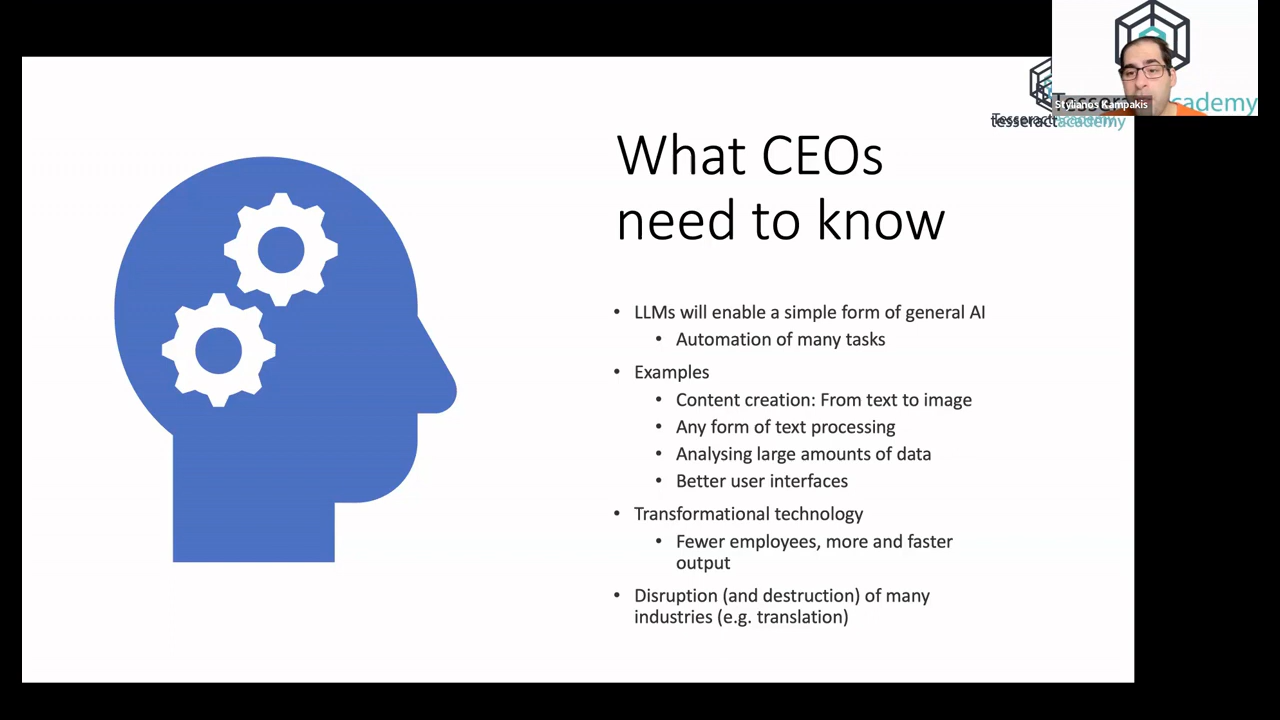 What CEOs
need to know
• LLMs will enable a simple form of general AI
• Automation of many tasks
• Examples
• Content creation: From text to image
• Any form of text processing
• Analysing large amounts of data
• Better user interfaces
• Transformational technology
• Fewer employees, more and faster
output
• Disruption (and destruction) of many
industries (e.g. translation)
Stylianos Kampakis
tesseractacademy